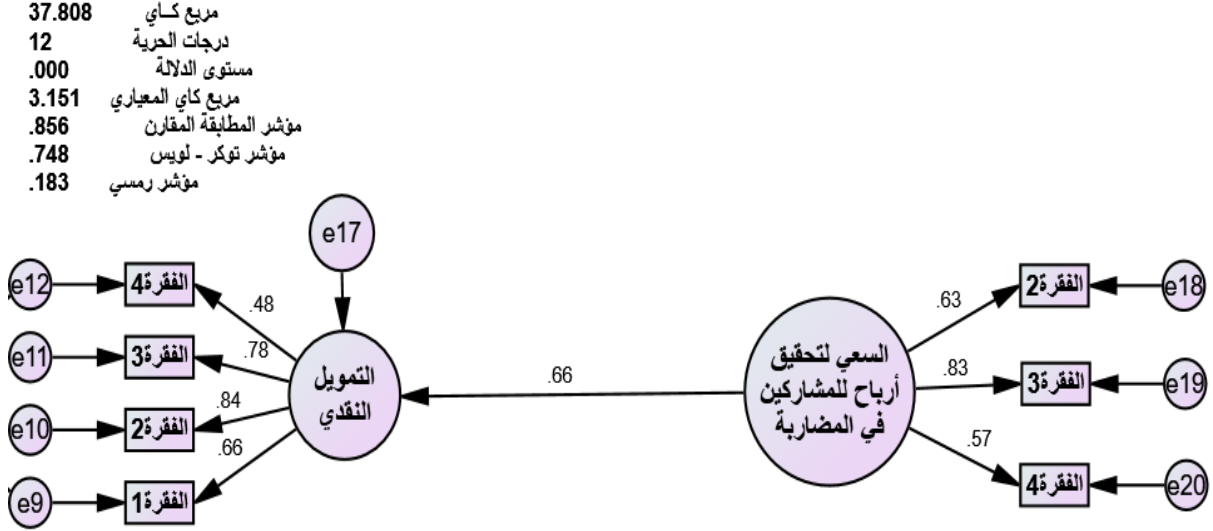 مربع كـاي 37.808
درجات الحرية 12
مستوى الدلالة .000
مربع كاي المعياري 3.151
مؤشر المطابقة المقارن .856
مؤشر توكر - لويس .748
مؤشر رمسي .183
e17
e12
الفقرة4
.48
e11
الفقرة3
.78
e10
الفقرة2
.84
e9
الفقرة1
.66
التمويل
النقدي
.66
السعي لتحقيق
أرباح للمشاركين
في المضاربة
.63
الفقرة2
e18
.83
الفقرة3
e19
.57
الفقرة4
e20